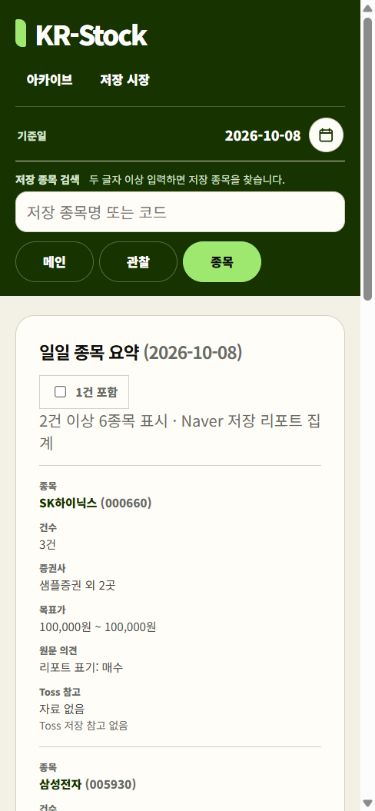 KR-Stock
아카이브 저장 시장
기준일 2026-10-08
저장 종목 검색 두 글자 이상 입력하면 저장 종목을 찾습니다.
저장 종목명 또는 코드
메인 관찰 종목
일일 종목 요약 (2026-10-08)
1건 포함
2건 이상 6종목 표시 · Naver 저장 리포트 집
계
종목
SK하이닉스 (000660)
건수
3건
증권사
샘플증권 외 2곳
목표가
100,000원 ~ 100,000원
원문 의견
리포트 표기: 매수
Toss 참고
자료 없음
Toss 저장 참고 없음
종목
삼성전자 (005930)
건수